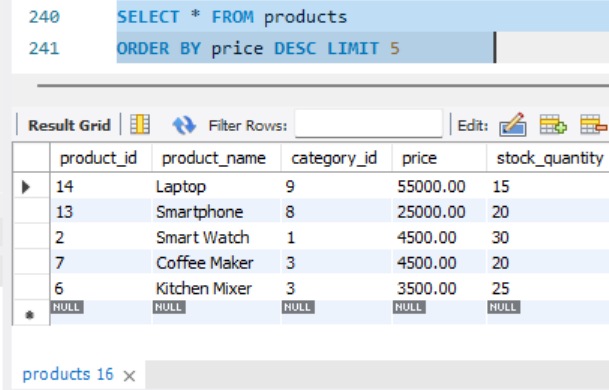 240 SELECT * FROM products
241 ORDER BY price DESC LIMIT 5
Result Grid Filter Rows: Edit:
product_id product_name category_id price stock_quantity
14 Laptop 9 55000.00 15
13 Smartphone 8 25000.00 20
2 Smart Watch 1 4500.00 30
7 Coffee Maker 3 4500.00 20
6 Kitchen Mixer 3 3500.00 25
NULL NULL NULL NULL NULL
products 16